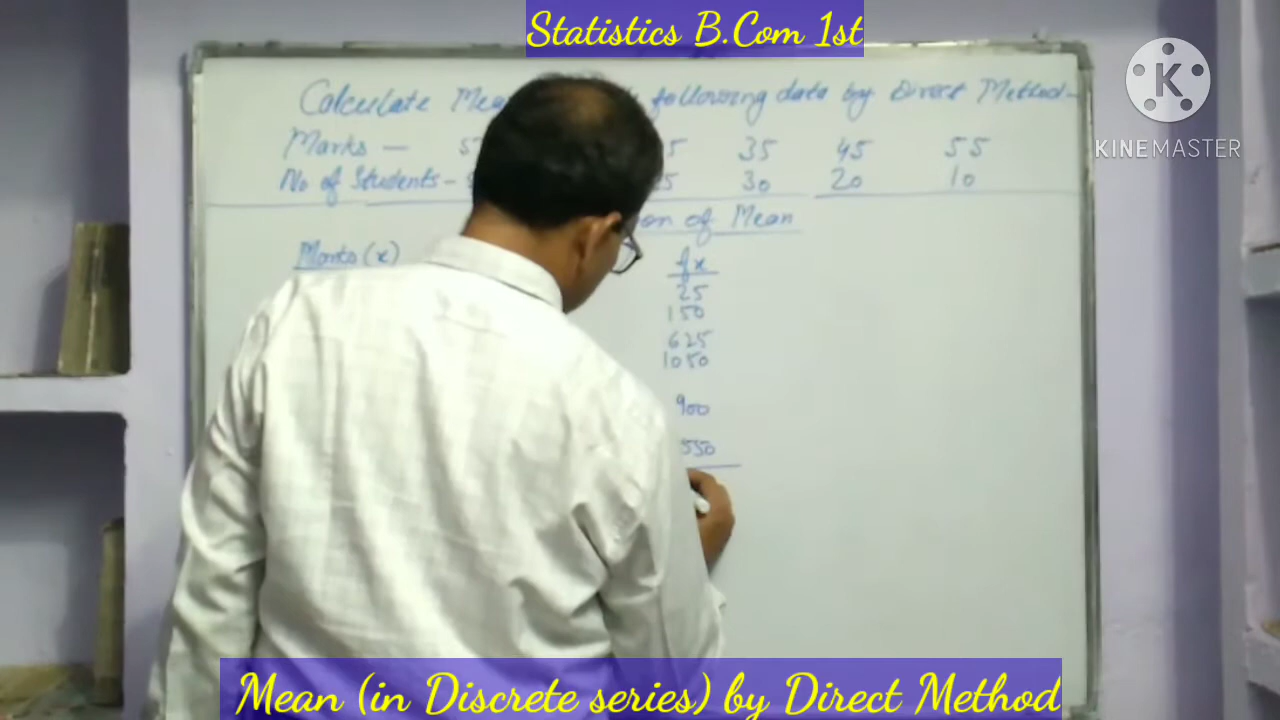 Statistics B.Com 1st
KINEMASTER
Calculate following data by Direct Method-
Marks - 35 45 55
No of Students - 30 20 10
of Mean
Marks (x) fx
25
150
625
1050
900
550
Mean (in Discrete series) by Direct Method